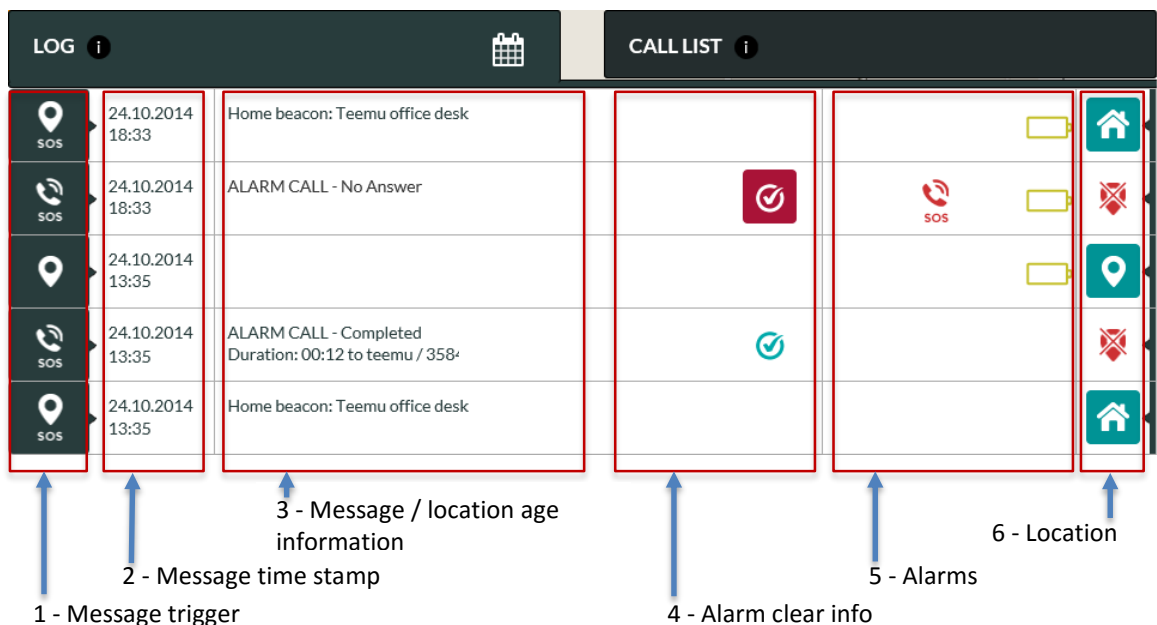 LOG i
CALL LIST i
SOS
24.10.2014
18:33
Home beacon: Teemu office desk
SOS
24.10.2014
18:33
ALARM CALL - No Answer
SOS
24.10.2014
13:35
SOS
24.10.2014
13:35
ALARM CALL - Completed
Duration: 00:12 to teemu / 3584
SOS
24.10.2014
13:35
Home beacon: Teemu office desk
3 - Message / location age
information
6 - Location
2 - Message time stamp
5 - Alarms
1 - Message trigger
4 - Alarm clear info